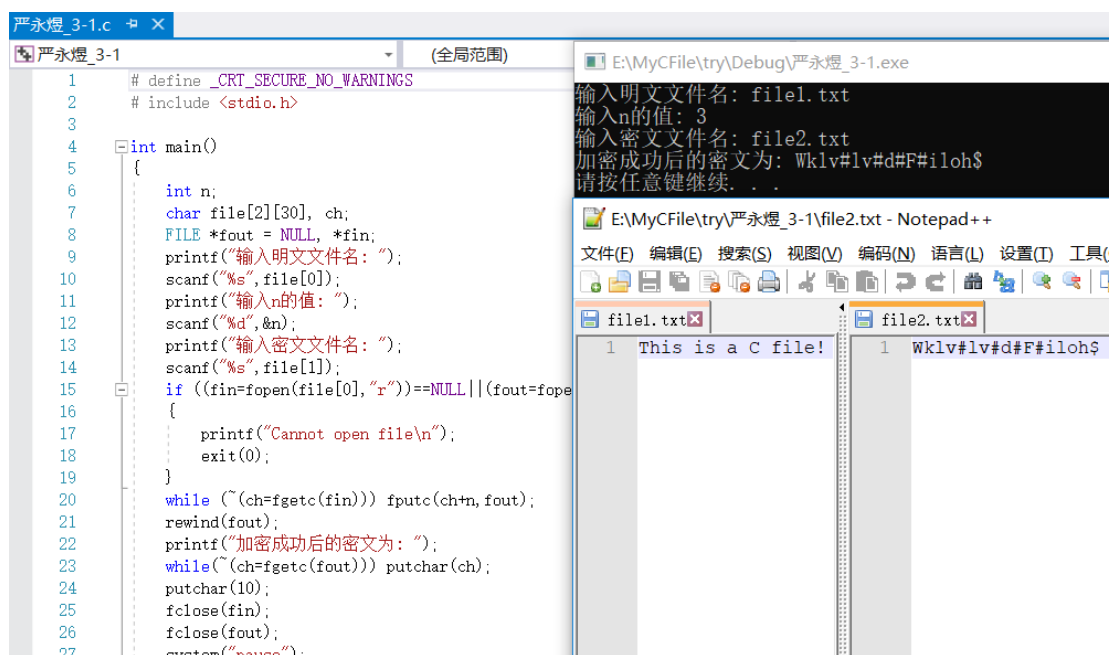 严永煜_3-1.c
严永煜_3-1
(全局范围)
1 # define _CRT_SECURE_NO_WARNINGS
2 # include <stdio.h>
3
4 int main()
5 {
6 int n;
7 char file[2][30], ch;
8 FILE *fout = NULL, *fin;
9 printf("输入明文文件名: ");
10 scanf("%s",file[0]);
11 printf("输入n的值: ");
12 scanf("%d",&n);
13 printf("输入密文文件名: ");
14 scanf("%s",file[1]);
15 if ((fin=fopen(file[0],"r"))==NULL||(fout=fope
16 {
17 printf("Cannot open file\n");
18 exit(0);
19 }
20 while (~(ch=fgetc(fin))) fputc(ch+n,fout);
21 rewind(fout);
22 printf("加密成功后的密文为: ");
23 while(~(ch=fgetc(fout))) putchar(ch);
24 putchar(10);
25 fclose(fin);
26 fclose(fout);
27 system("pause");
E:\MyCFile\try\Debug\严永煜_3-1.exe
输入明文文件名: file1.txt
输入n的值: 3
输入密文文件名: file2.txt
加密成功后的密文为: Wklv#lv#d#F#iloh$
请按任意键继续. . .
E:\MyCFile\try\严永煜_3-1\file2.txt - Notepad++
文件(F) 编辑(E) 搜索(S) 视图(V) 编码(N) 语言(L) 设置(T) 工具(
file1.txt
file2.txt
1 This is a C file!
1 Wklv#lv#d#F#iloh$